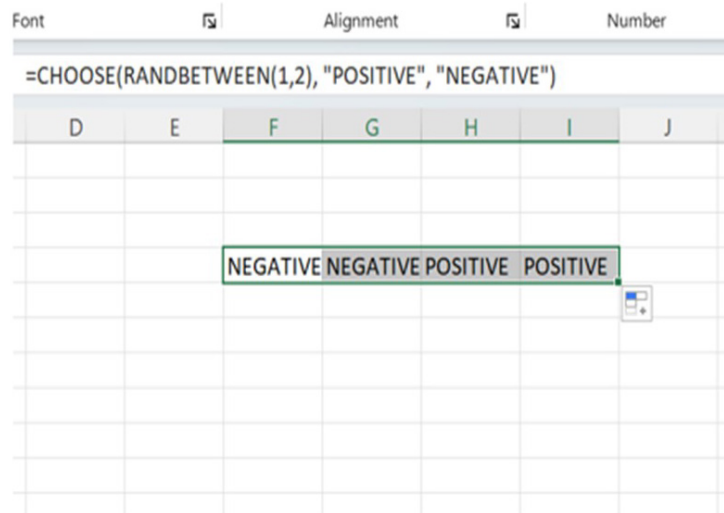 Font Alignment Number
=CHOOSE(RANDBETWEEN(1,2), "POSITIVE", "NEGATIVE")
D E F G H I J
NEGATIVE NEGATIVE POSITIVE POSITIVE